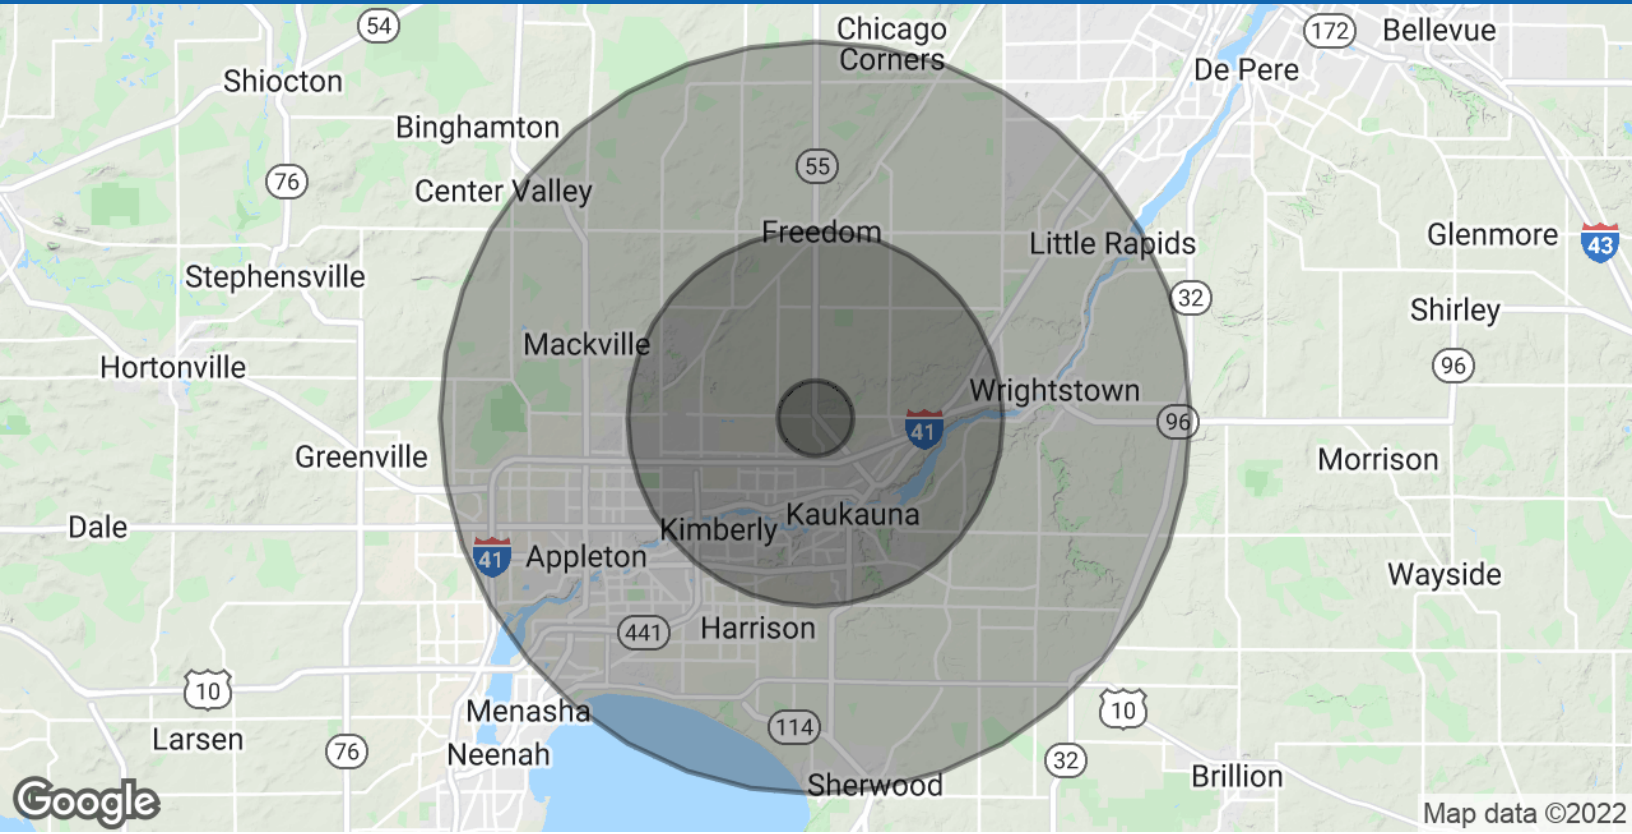 Chicago
Corners
54
172
Bellevue
De Pere
Shiocton
Binghamton
55
76
Center Valley
Freedom
Little Rapids
Glenmore
43
Stephensville
32
Shirley
Mackville
Hortonville
96
Wrightstown
41
96
Greenville
Morrison
Dale
Kimberly
Kaukauna
41
Appleton
Wayside
441
Harrison
10
Menasha
10
114
Larsen
76
Neenah
32
Sherwood
Brillion
Google
Map data ©2022